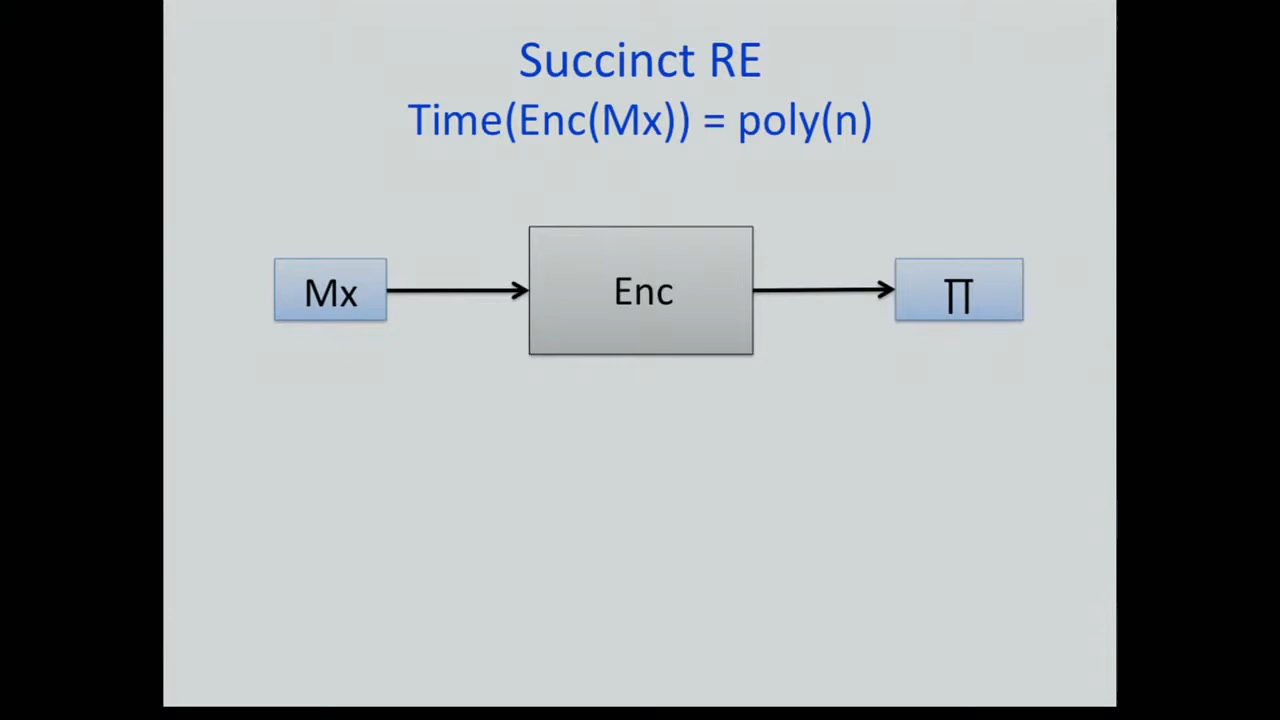 Succinct RE
Time(Enc(Mx)) = poly(n)
Mx
Enc
∏